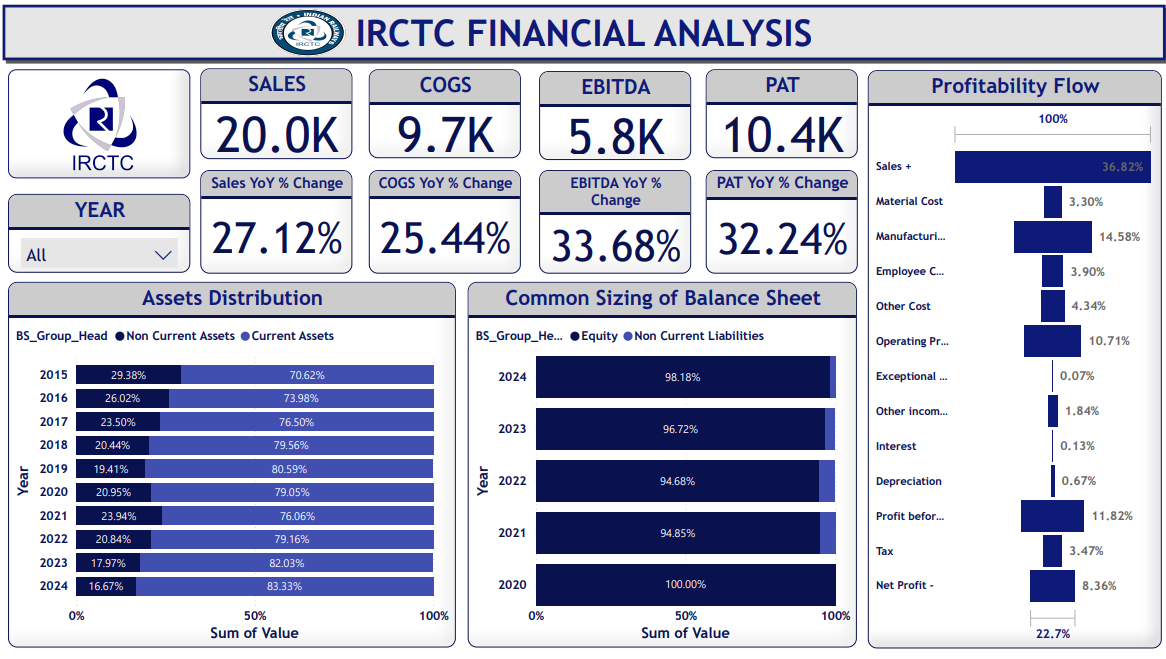 IRCTC FINANCIAL ANALYSIS
INDIAN RAILWAYS
IRCTC
IRCTC
YEAR
All
SALES
20.0K
COGS
9.7K
EBITDA
5.8K
PAT
10.4K
Sales YoY % Change
27.12%
COGS YoY % Change
25.44%
EBITDA YoY %
Change
33.68%
PAT YoY % Change
32.24%
Assets Distribution
BS_Group_Head Non Current Assets Current Assets
Year
2015 29.38% 70.62%
2016 26.02% 73.98%
2017 23.50% 76.50%
2018 20.44% 79.56%
2019 19.41% 80.59%
2020 20.95% 79.05%
2021 23.94% 76.06%
2022 20.84% 79.16%
2023 17.97% 82.03%
2024 16.67% 83.33%
0% 50% 100%
Sum of Value
Common Sizing of Balance Sheet
BS_Group_He... Equity Non Current Liabilities
Year
2024 98.18%
2023 96.72%
2022 94.68%
2021 94.85%
2020 100.00%
0% 50% 100%
Sum of Value
Profitability Flow
100%
Sales + 36.82%
Material Cost 3.30%
Manufacturi... 14.58%
Employee C... 3.90%
Other Cost 4.34%
Operating Pr... 10.71%
Exceptional ... 0.07%
Other incom... 1.84%
Interest 0.13%
Depreciation 0.67%
Profit befor... 11.82%
Tax 3.47%
Net Profit - 8.36%
22.7%